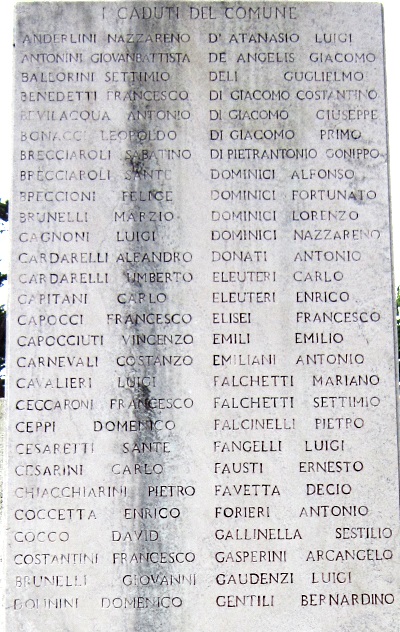 I CADUTI DEL COMUNE
ANDERLINI NAZZARENO
ANTONINI GIOVANBATTISTA
BALLORINI SETTIMIO
BENEDETTI FRANCESCO
BEVILACQUA ANTONIO
BONACCI LEOPOLDO
BRECCIAROLI SABATINO
BRECCIAROLI SANTE
BRECCIONI FELICE
BRUNELLI MARZIO
CAGNONI LUIGI
CARDARELLI ALEANDRO
CARDARELLI UMBERTO
CAPITANI CARLO
CAPOCCI FRANCESCO
CAPOCCIUTI VINCENZO
CARNEVALI COSTANZO
CAVALIERI LUIGI
CECCARONI FRANCESCO
CEPPI DOMENICO
CESARETTI SANTE
CESARINI CARLO
CHIACCHIARINI PIETRO
COCCETTA ENRICO
COCCO DAVID
COSTANTINI FRANCESCO
BRUNELLI GIOVANNI
DOMENICO
D' ATANASIO LUIGI
DE ANGELIS GIACOMO
DELI GUGLIELMO
DI GIACOMO COSTANTINO
DI GIACOMO GIUSEPPE
DI GIACOMO PRIMO
DI PIETRANTONIO GONIPPO
DOMINICI ALFONSO
DOMINICI FORTUNATO
DOMINICI LORENZO
DOMINICI NAZZARENO
DONATI ANTONIO
ELEUTERI CARLO
ELEUTERI ENRICO
ELISEI FRANCESCO
EMILI EMILIO
EMILIANI ANTONIO
FALCHETTI MARIANO
FALCHETTI SETTIMIO
FALCINELLI PIETRO
FANGELLI LUIGI
FAUSTI ERNESTO
FAVETTA DECIO
FORIERI ANTONIO
GALLINELLA SESTILIO
GASPERINI ARCANGELO
GAUDENZI LUIGI
GENTILI BERNARDINO